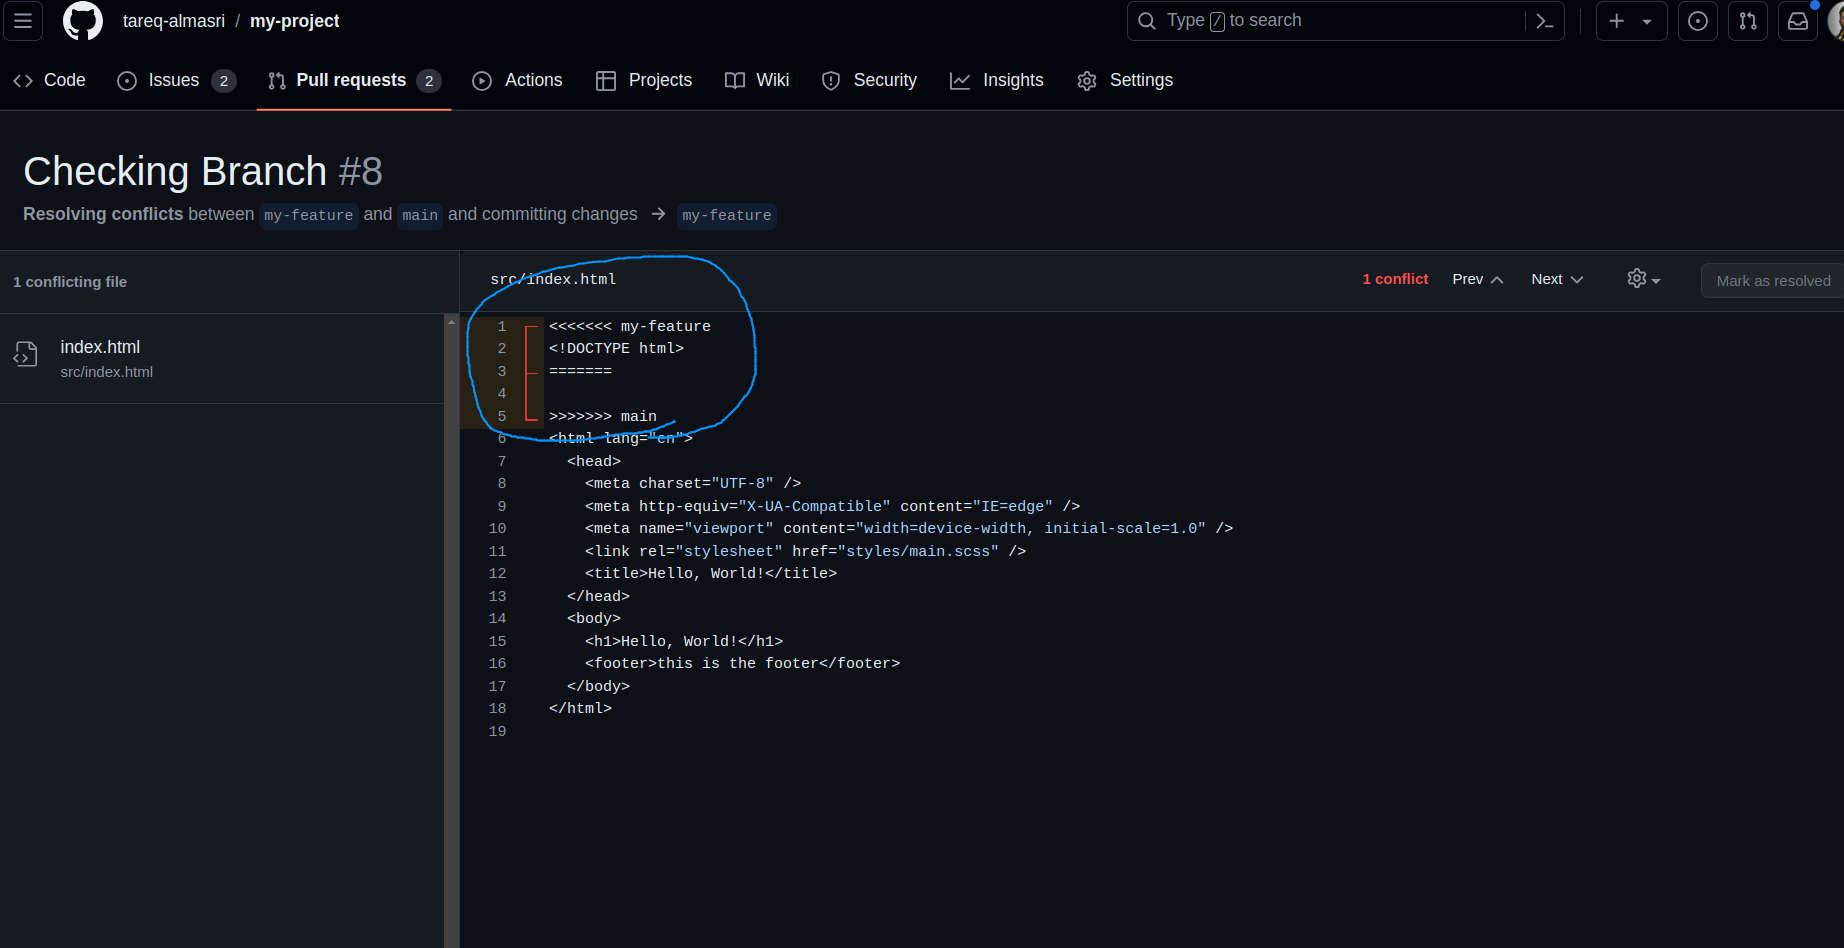 tareq-almasri / my-project
Type / to search
Code
Issues 2
Pull requests 2
Actions
Projects
Wiki
Security
Insights
Settings
Checking Branch #8
Resolving conflicts between my-feature and main and committing changes → my-feature
1 conflicting file
index.html
src/index.html
src/index.html
1 conflict
Prev
Next
Mark as resolved
1 <<<<<<< my-feature
2 <!DOCTYPE html>
3 =======
4
5 >>>>>>> main
6 <html lang="en">
7 <head>
8 <meta charset="UTF-8" />
9 <meta http-equiv="X-UA-Compatible" content="IE=edge" />
10 <meta name="viewport" content="width=device-width, initial-scale=1.0" />
11 <link rel="stylesheet" href="styles/main.scss" />
12 <title>Hello, World!</title>
13 </head>
14 <body>
15 <h1>Hello, World!</h1>
16 <footer>this is the footer</footer>
17 </body>
18 </html>
19